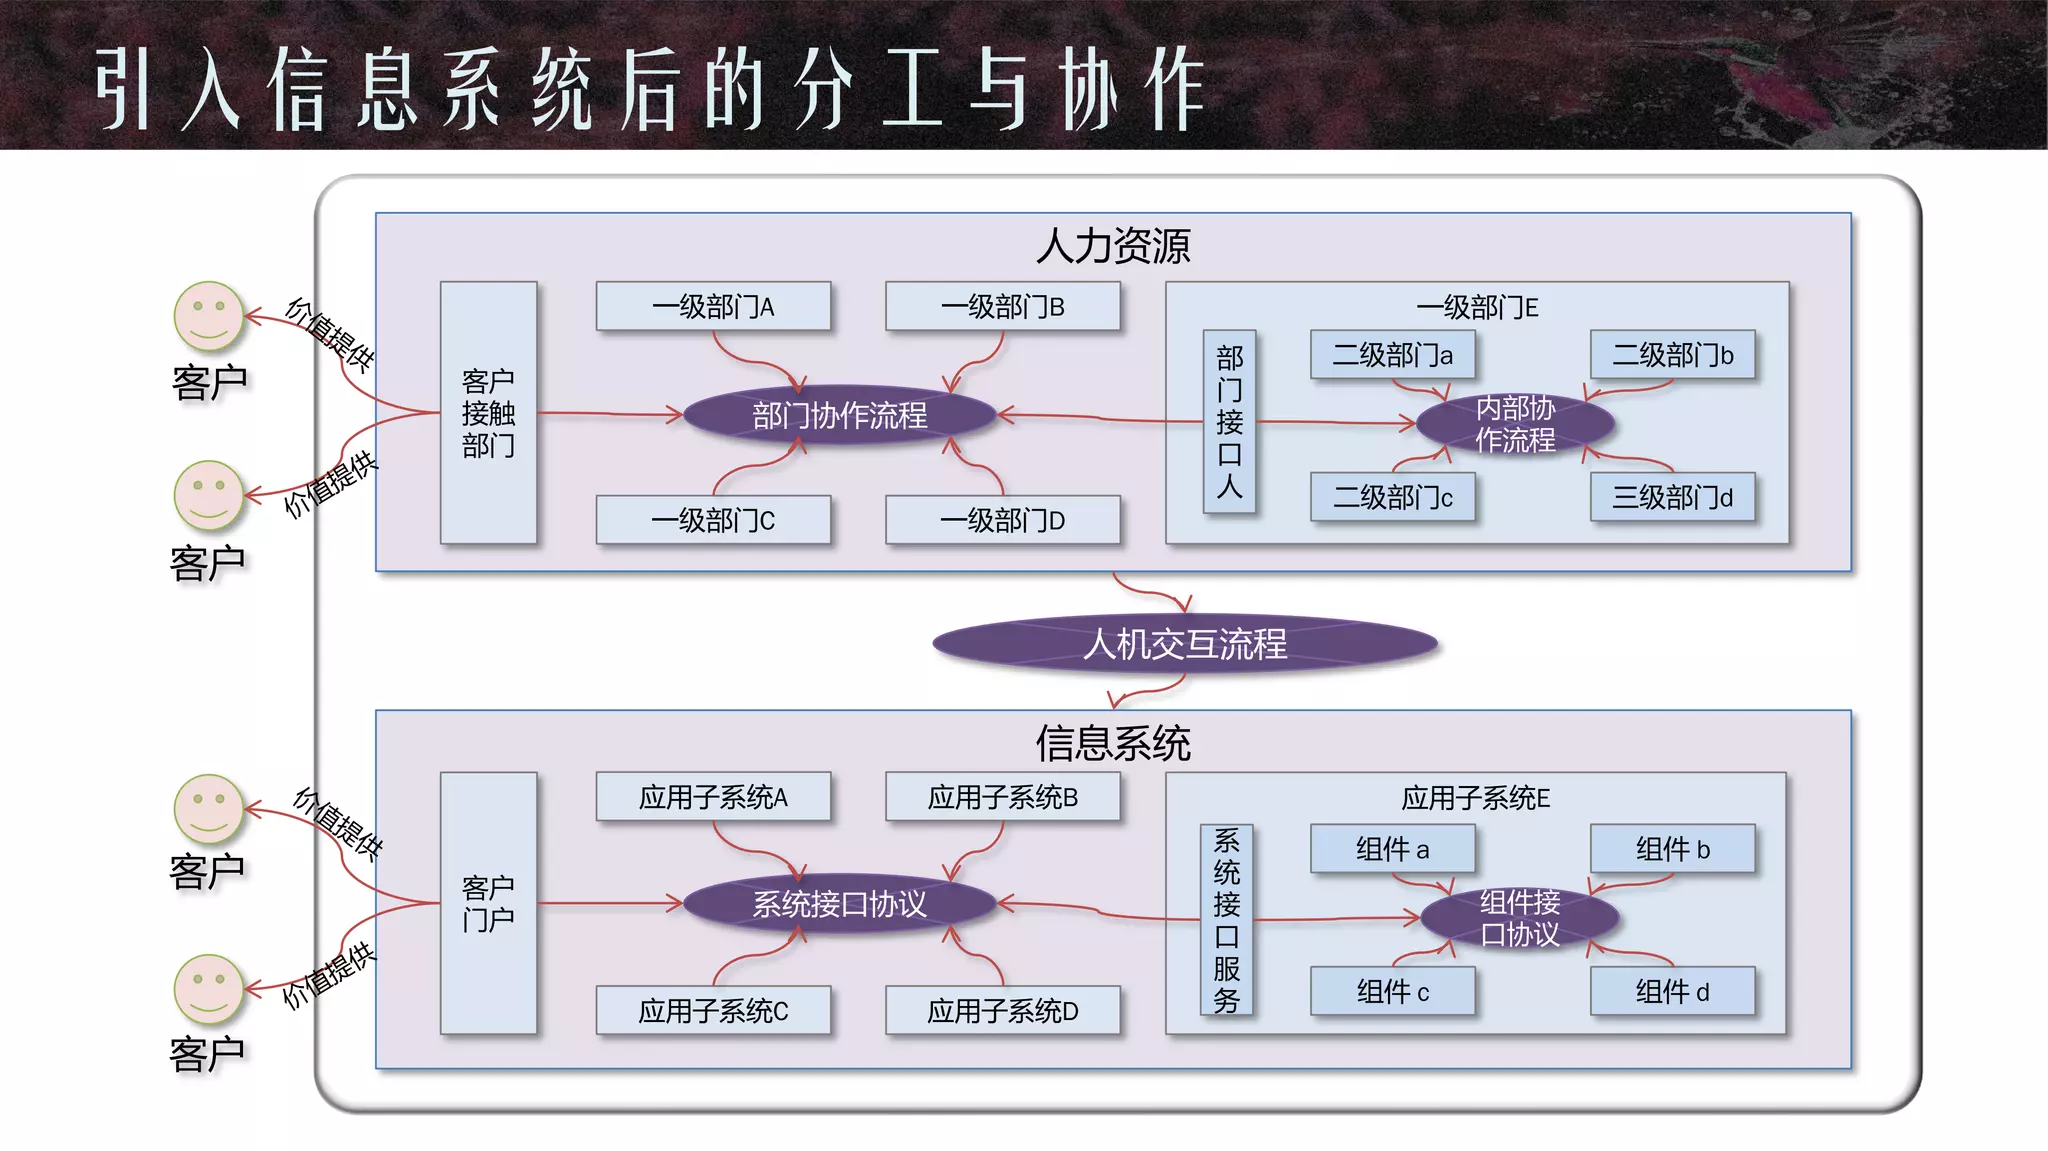 引入信息系统后的分工与协作
人力资源
客户
价值提供
客户
价值提供
客户
接触
部门
一级部门A
一级部门B
部门协作流程
一级部门C
一级部门D
一级部门E
部
门
接
口
人
二级部门a
二级部门b
内部协
作流程
二级部门c
三级部门d
人机交互流程
信息系统
客户
价值提供
客户
价值提供
客户
门户
应用子系统A
应用子系统B
系统接口协议
应用子系统C
应用子系统D
应用子系统E
系
统
接
口
服
务
组件 a
组件 b
组件接
口协议
组件 c
组件 d